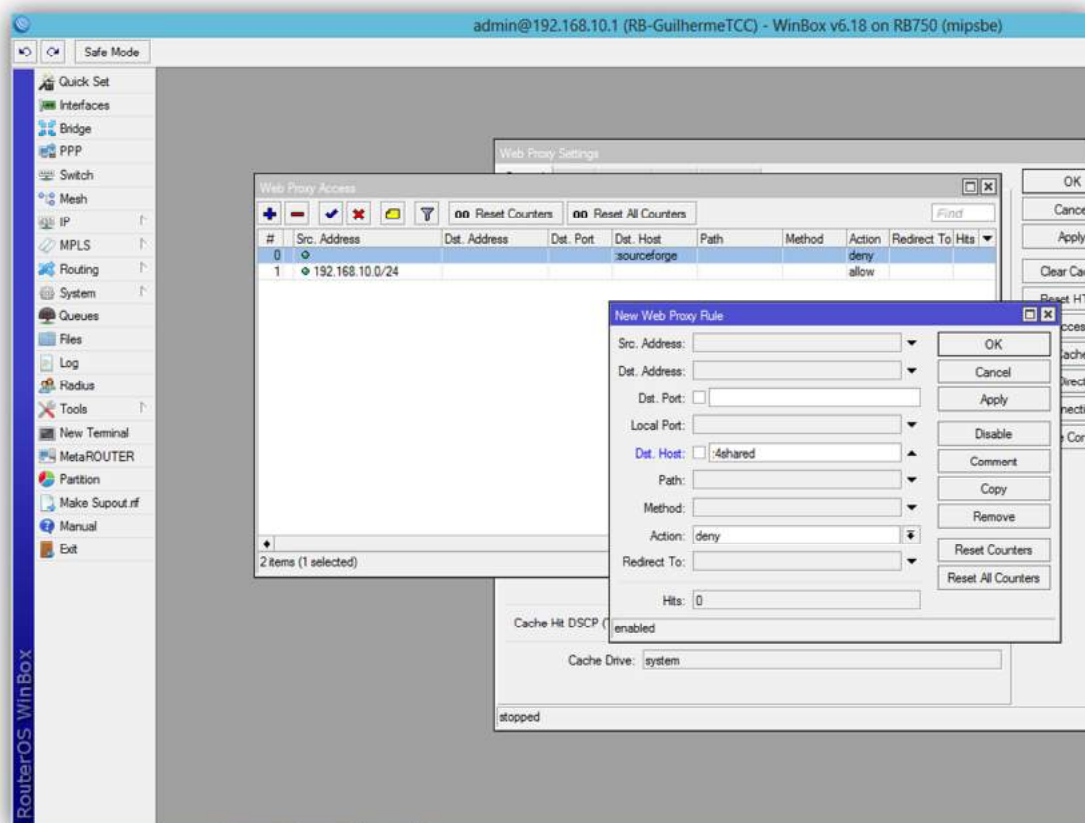 admin@192.168.10.1 (RB-GuilhermeTCC) - WinBox v6.18 on RB750 (mipsbe)
Safe Mode
Quick Set
Interfaces
Bridge
PPP
Switch
Mesh
IP
MPLS
Routing
System
Queues
Files
Log
Radius
Tools
New Terminal
MetaROUTER
Partition
Make Supout.rif
Manual
Exit
RouterOS WinBox
Web Proxy Settings
OK
Cance
Apply
Clear Cac
Reset HT
Web Proxy Access
Reset Counters
Reset All Counters
Find
# Src. Address Dst. Address Dst. Port Dst. Host Path Method Action Redirect To Hits
0 :sourceforge deny
1 192.168.10.0/24 allow
2 items (1 selected)
New Web Proxy Rule
Src. Address:
Dst. Address:
Dst. Port:
Local Port:
Dst. Host: :4shared
Path:
Method:
Action: deny
Redirect To:
Hits: 0
enabled
OK
Cancel
Apply
Disable
Comment
Copy
Remove
Reset Counters
Reset All Counters
Cache Hit DSCP (
Cache Drive: system
stopped